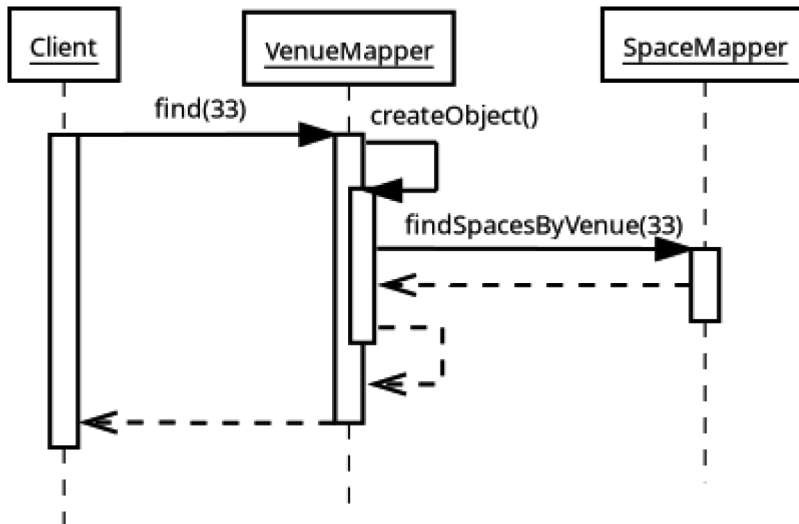 Client
VenueMapper
SpaceMapper
find(33)
createObject()
findSpacesByVenue(33)